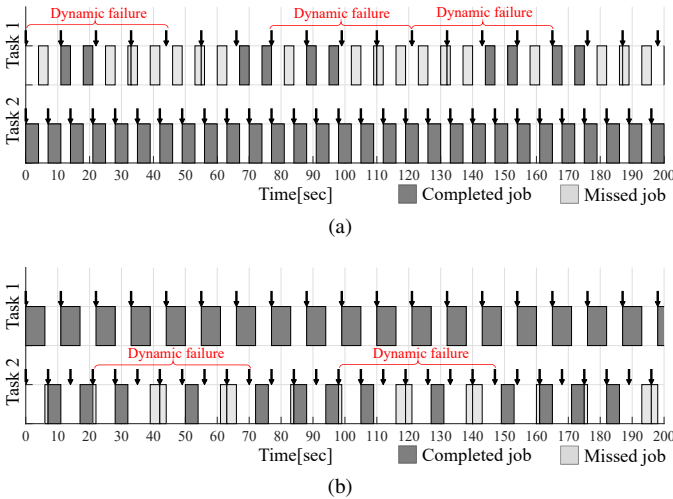 Dynamic failure
Dynamic failure
Dynamic failure
Task 1
Task 2
0 10 20 30 40 50 60 70 80 90 100 110 120 130 140 150 160 170 180 190 200
Time[sec]
Completed job
Missed job
(a)
Task 1
Dynamic failure
Dynamic failure
Task 2
0 10 20 30 40 50 60 70 80 90 100 110 120 130 140 150 160 170 180 190 200
Time[sec]
Completed job
Missed job
(b)